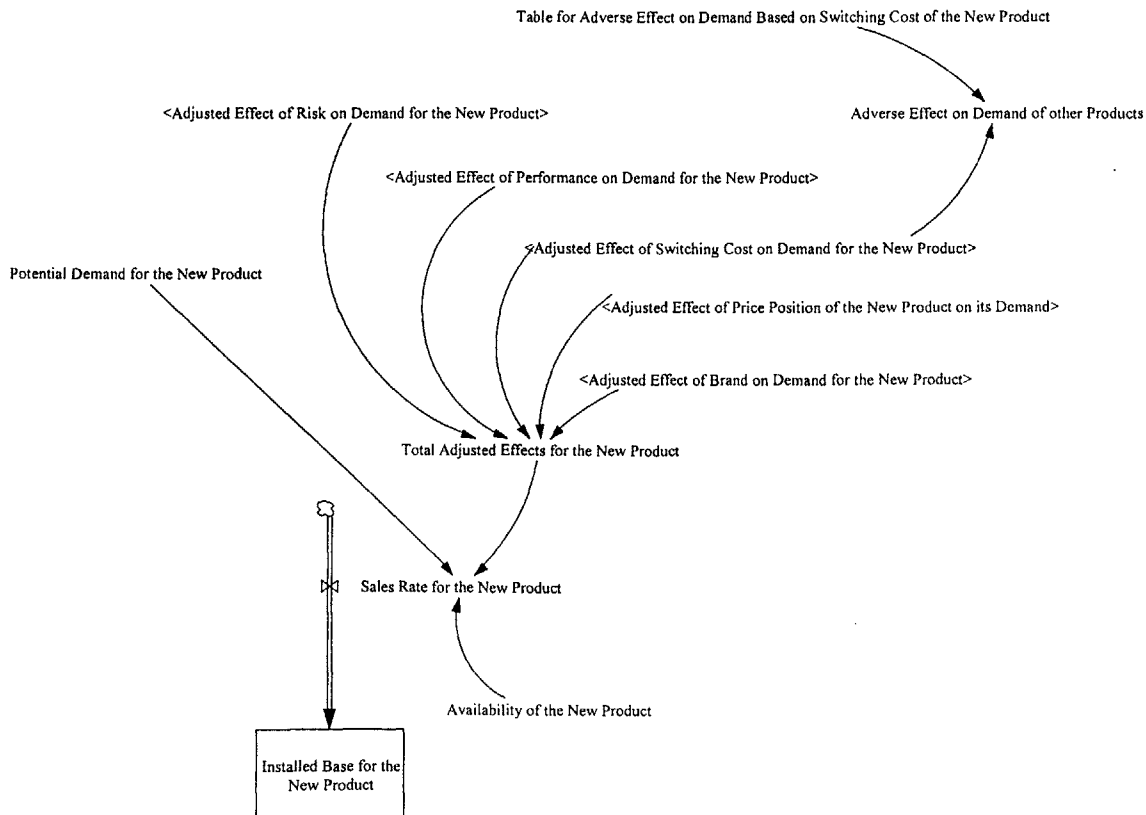 Table for Adverse Effect on Demand Based on Switching Cost of the New Product
<Adjusted Effect of Risk on Demand for the New Product>
Adverse Effect on Demand of other Products
<Adjusted Effect of Performance on Demand for the New Product>
<Adjusted Effect of Switching Cost on Demand for the New Product>
Potential Demand for the New Product
<Adjusted Effect of Price Position of the New Product on its Demand>
<Adjusted Effect of Brand on Demand for the New Product>
Total Adjusted Effects for the New Product
Sales Rate for the New Product
Availability of the New Product
Installed Base for the
New Product